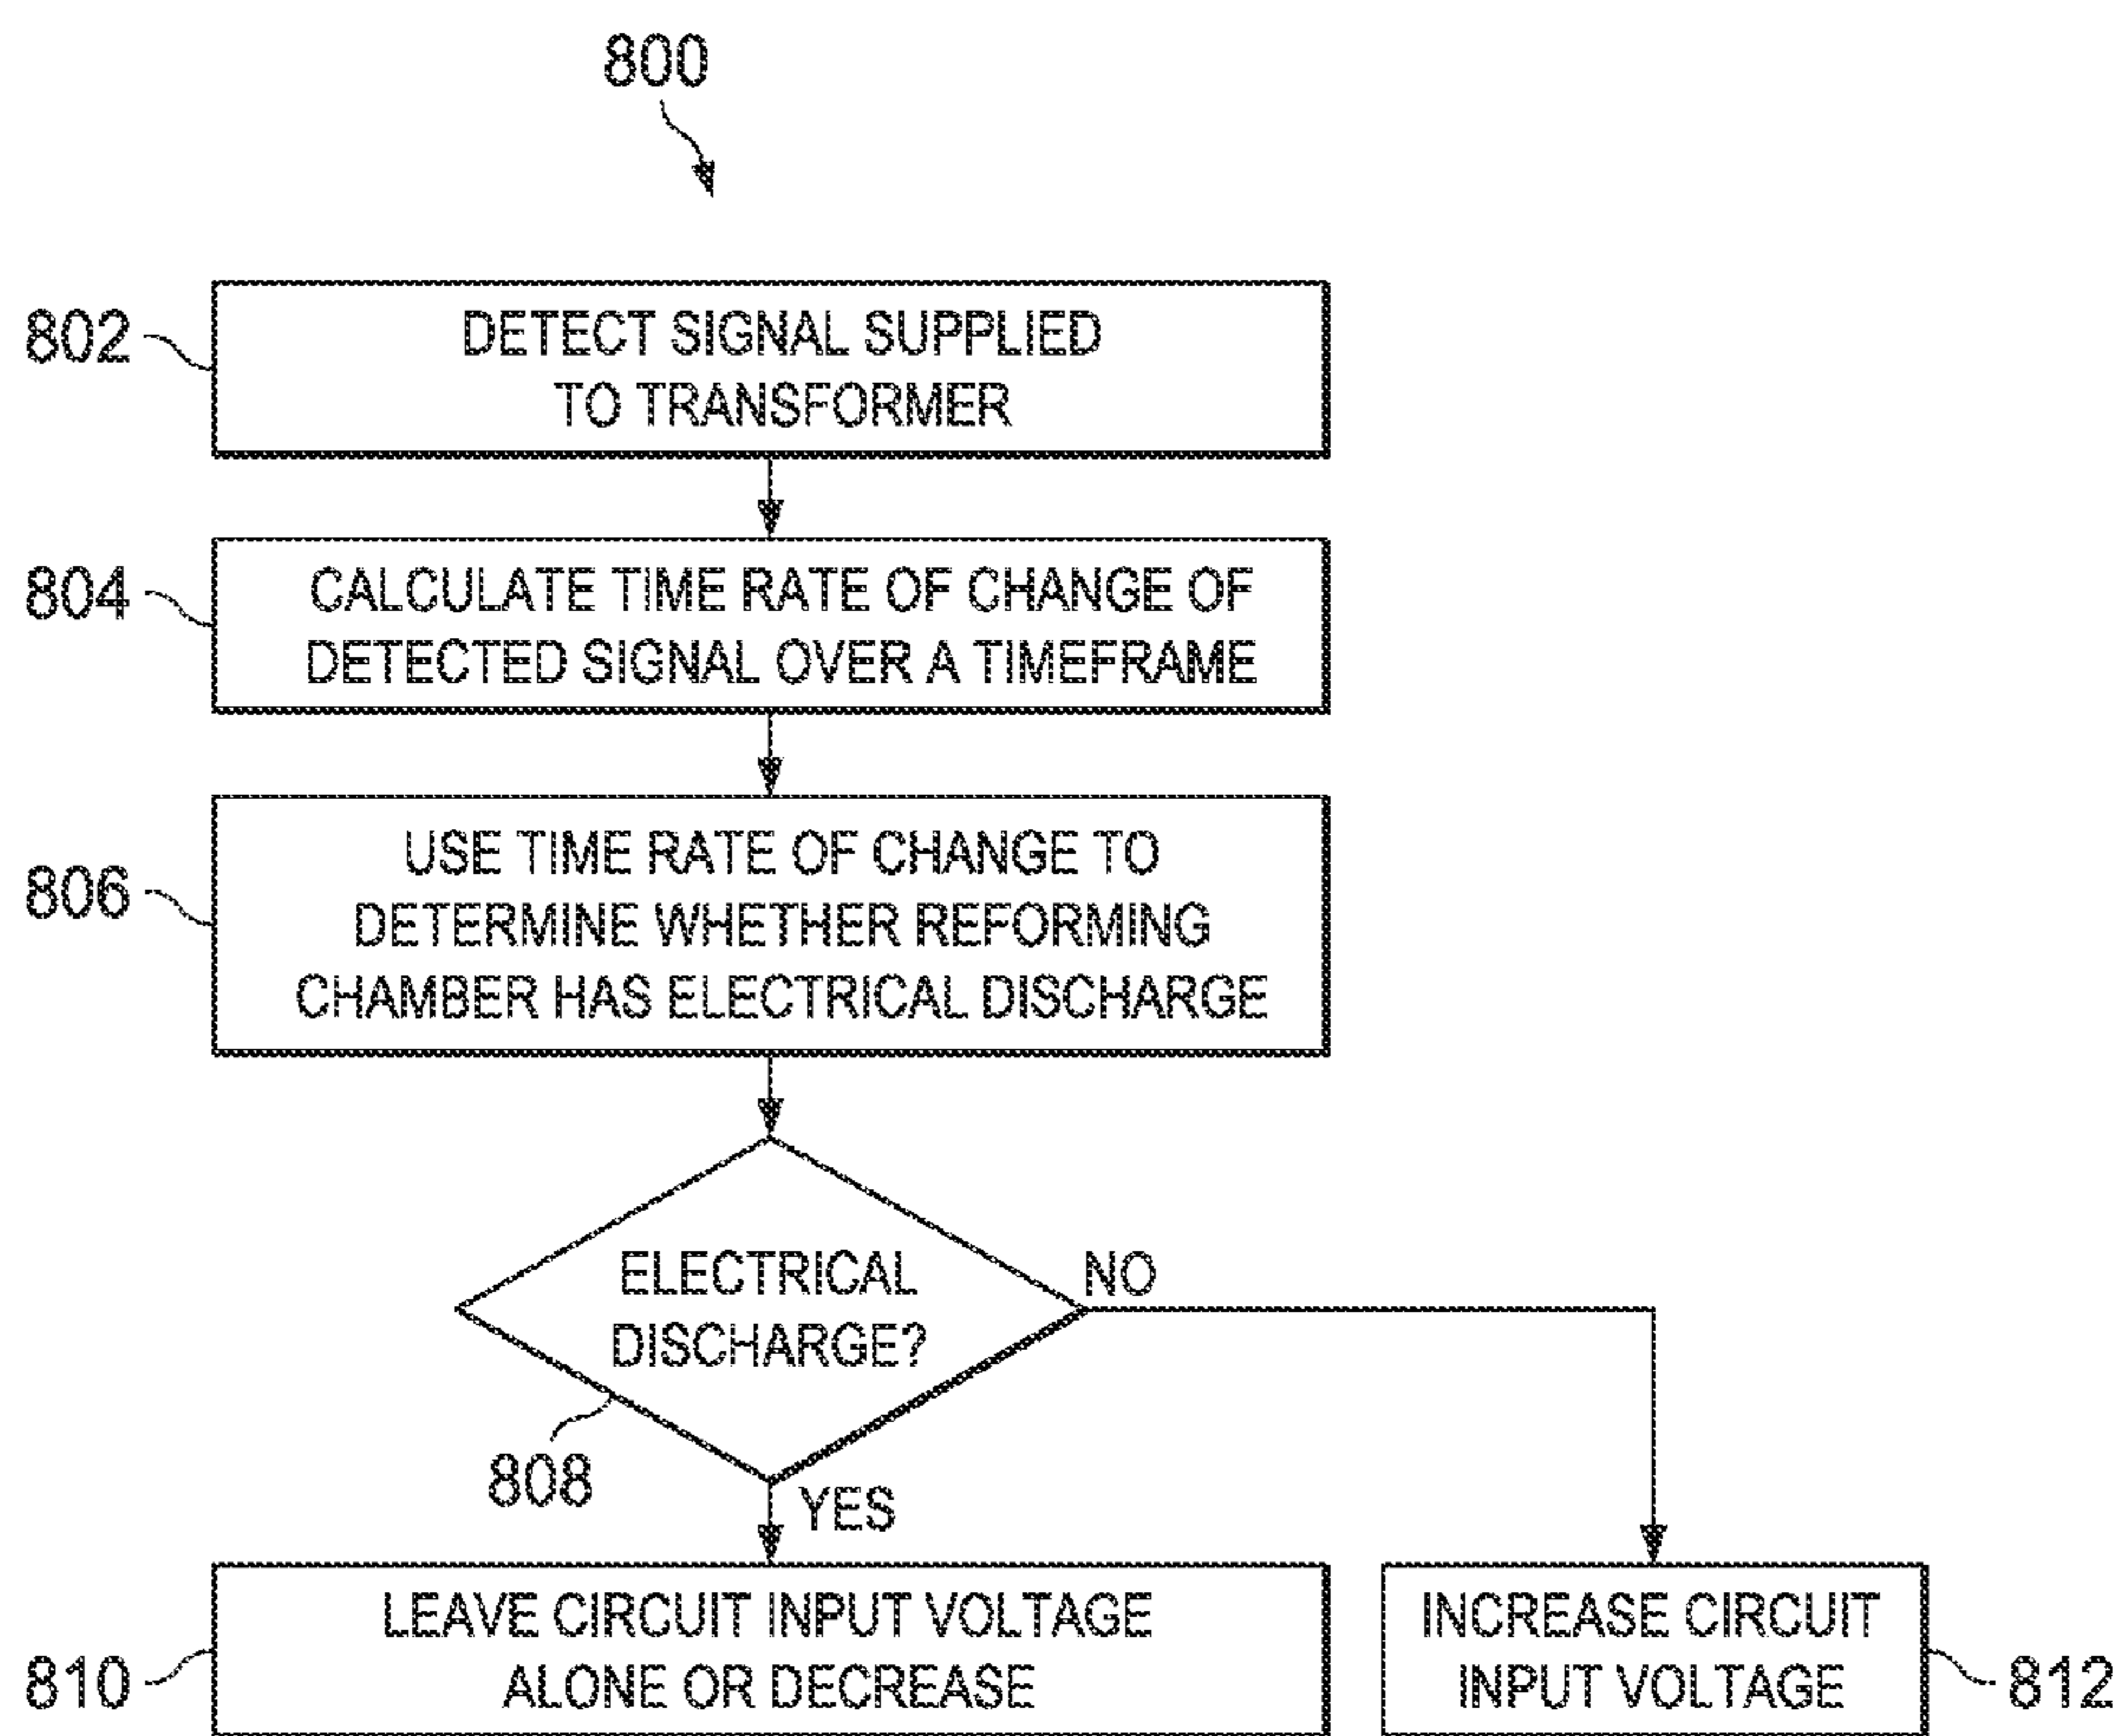 800
802
DETECT SIGNAL SUPPLIED
TO TRANSFORMER
804
CALCULATE TIME RATE OF CHANGE OF
DETECTED SIGNAL OVER A TIMEFRAME
806
USE TIME RATE OF CHANGE TO
DETERMINE WHETHER REFORMING
CHAMBER HAS ELECTRICAL DISCHARGE
ELECTRICAL
DISCHARGE?
NO
808
YES
810
LEAVE CIRCUIT INPUT VOLTAGE
ALONE OR DECREASE
INCREASE CIRCUIT
INPUT VOLTAGE
812